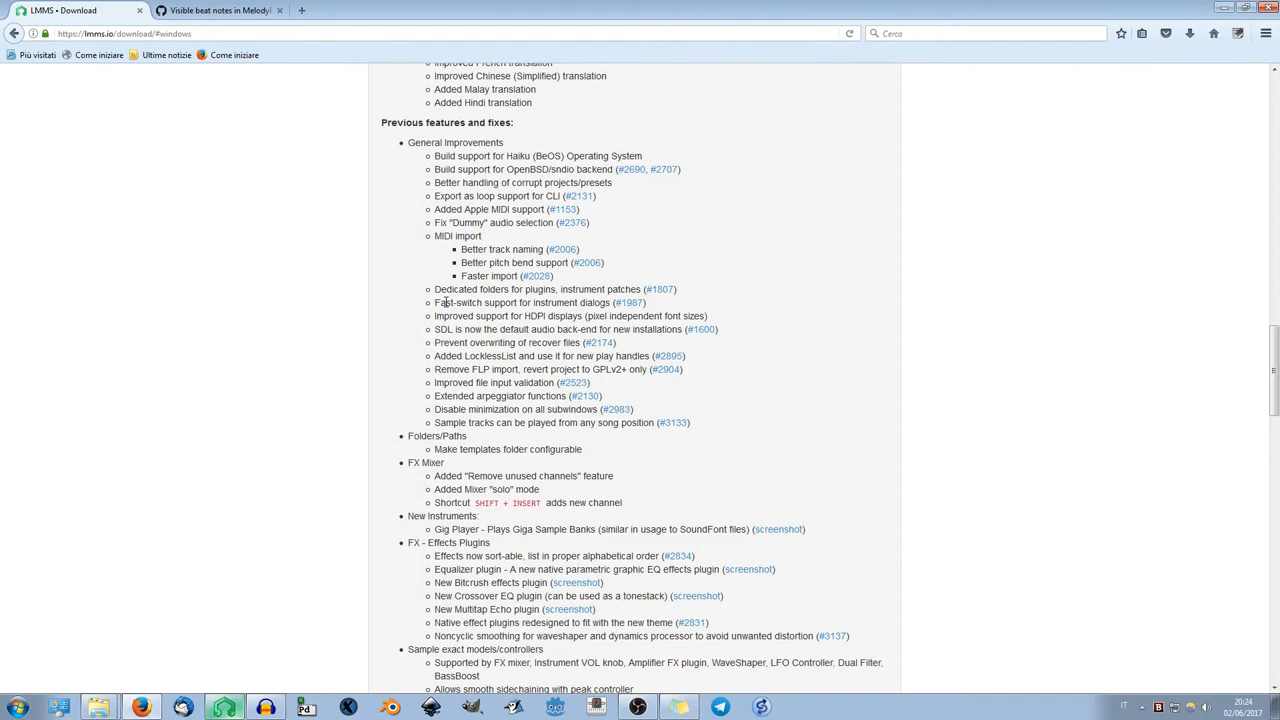 LMMS • Download
Visible beat notes in Melody
https://lmms.io/download/#windows
Cerca
Più visitati
Come iniziare
Ultime notizie
Come iniziare
Improved French translation
Improved Chinese (Simplified) translation
Added Malay translation
Added Hindi translation
Previous features and fixes:
General Improvements
Build support for Haiku (BeOS) Operating System
Build support for OpenBSD/sndio backend (#2690, #2707)
Better handling of corrupt projects/presets
Export as loop support for CLI (#2131)
Added Apple MIDI support (#1153)
Fix "Dummy" audio selection (#2376)
MIDI import
Better track naming (#2006)
Better pitch bend support (#2006)
Faster import (#2028)
Dedicated folders for plugins, instrument patches (#1807)
Fast-switch support for instrument dialogs (#1987)
Improved support for HDPI displays (pixel independent font sizes)
SDL is now the default audio back-end for new installations (#1600)
Prevent overwriting of recover files (#2174)
Added LocklessList and use it for new play handles (#2895)
Remove FLP import, revert project to GPLv2+ only (#2904)
Improved file input validation (#2523)
Extended arpeggiator functions (#2130)
Disable minimization on all subwindows (#2983)
Sample tracks can be played from any song position (#3133)
Folders/Paths
Make templates folder configurable
FX Mixer
Added "Remove unused channels" feature
Added Mixer "solo" mode
Shortcut SHIFT + INSERT adds new channel
New Instruments:
Gig Player - Plays Giga Sample Banks (similar in usage to SoundFont files) (screenshot)
FX - Effects Plugins
Effects now sort-able, list in proper alphabetical order (#2834)
Equalizer plugin - A new native parametric graphic EQ effects plugin (screenshot)
New Bitcrush effects plugin (screenshot)
New Crossover EQ plugin (can be used as a tonestack) (screenshot)
New Multitap Echo plugin (screenshot)
Native effect plugins redesigned to fit with the new theme (#2831)
Noncyclic smoothing for waveshaper and dynamics processor to avoid unwanted distortion (#3137)
Sample exact models/controllers
Supported by FX mixer, Instrument VOL knob, Amplifier FX plugin, WaveShaper, LFO Controller, Dual Filter,
BassBoost
Allows smooth sidechaining with peak controller
Pd
IT
20:24
02/06/2017